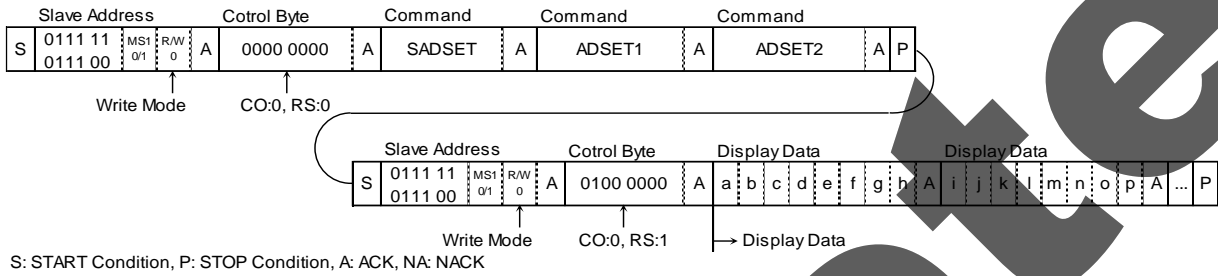 Slave Address Cotrol Byte Command Command Command
S 0111 11 0111 00 MS1 0/1 R/W 0 A 0000 0000 A SADSET A ADSET1 A ADSET2 A P
Write Mode CO:0, RS:0
Slave Address Cotrol Byte Display Data Display Data
S 0111 11 0111 00 MS1 0/1 R/W 0 A 0100 0000 A a b c d e f g h A i j k l m n o p A ... P
Write Mode CO:0, RS:1 Display Data
S: START Condition, P: STOP Condition, A: ACK, NA: NACK